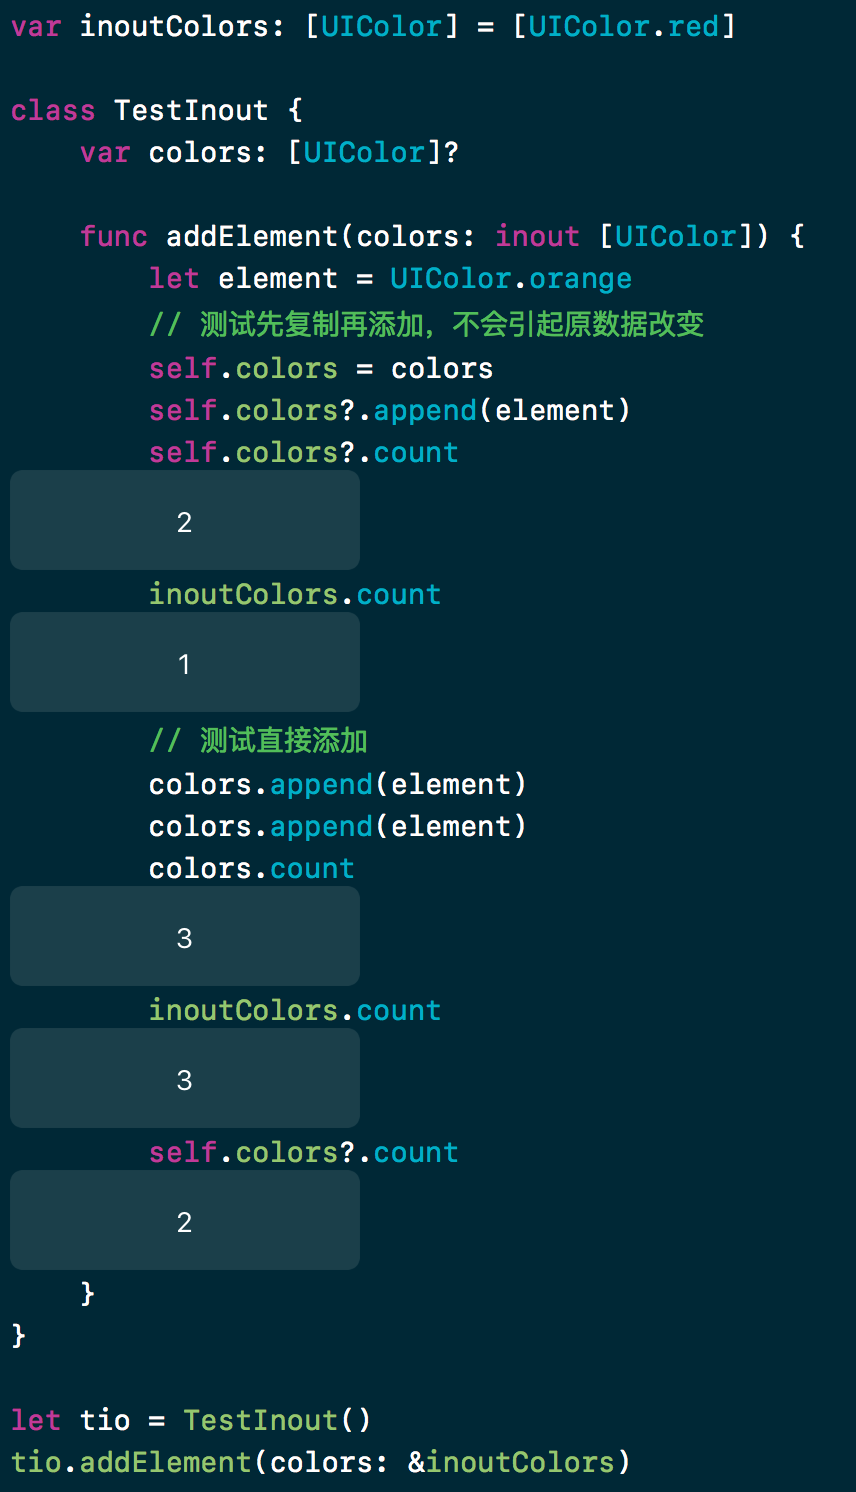 var inoutColors: [UIColor] = [UIColor.red]
class TestInout {
var colors: [UIColor]?
func addElement(colors: inout [UIColor]) {
let element = UIColor.orange
// 测试先复制再添加，不会引起原数据改变
self.colors = colors
self.colors?.append(element)
self.colors?.count
2
inoutColors.count
1
// 测试直接添加
colors.append(element)
colors.append(element)
colors.count
3
inoutColors.count
3
self.colors?.count
2
}
}
let tio = TestInout()
tio.addElement(colors: &inoutColors)